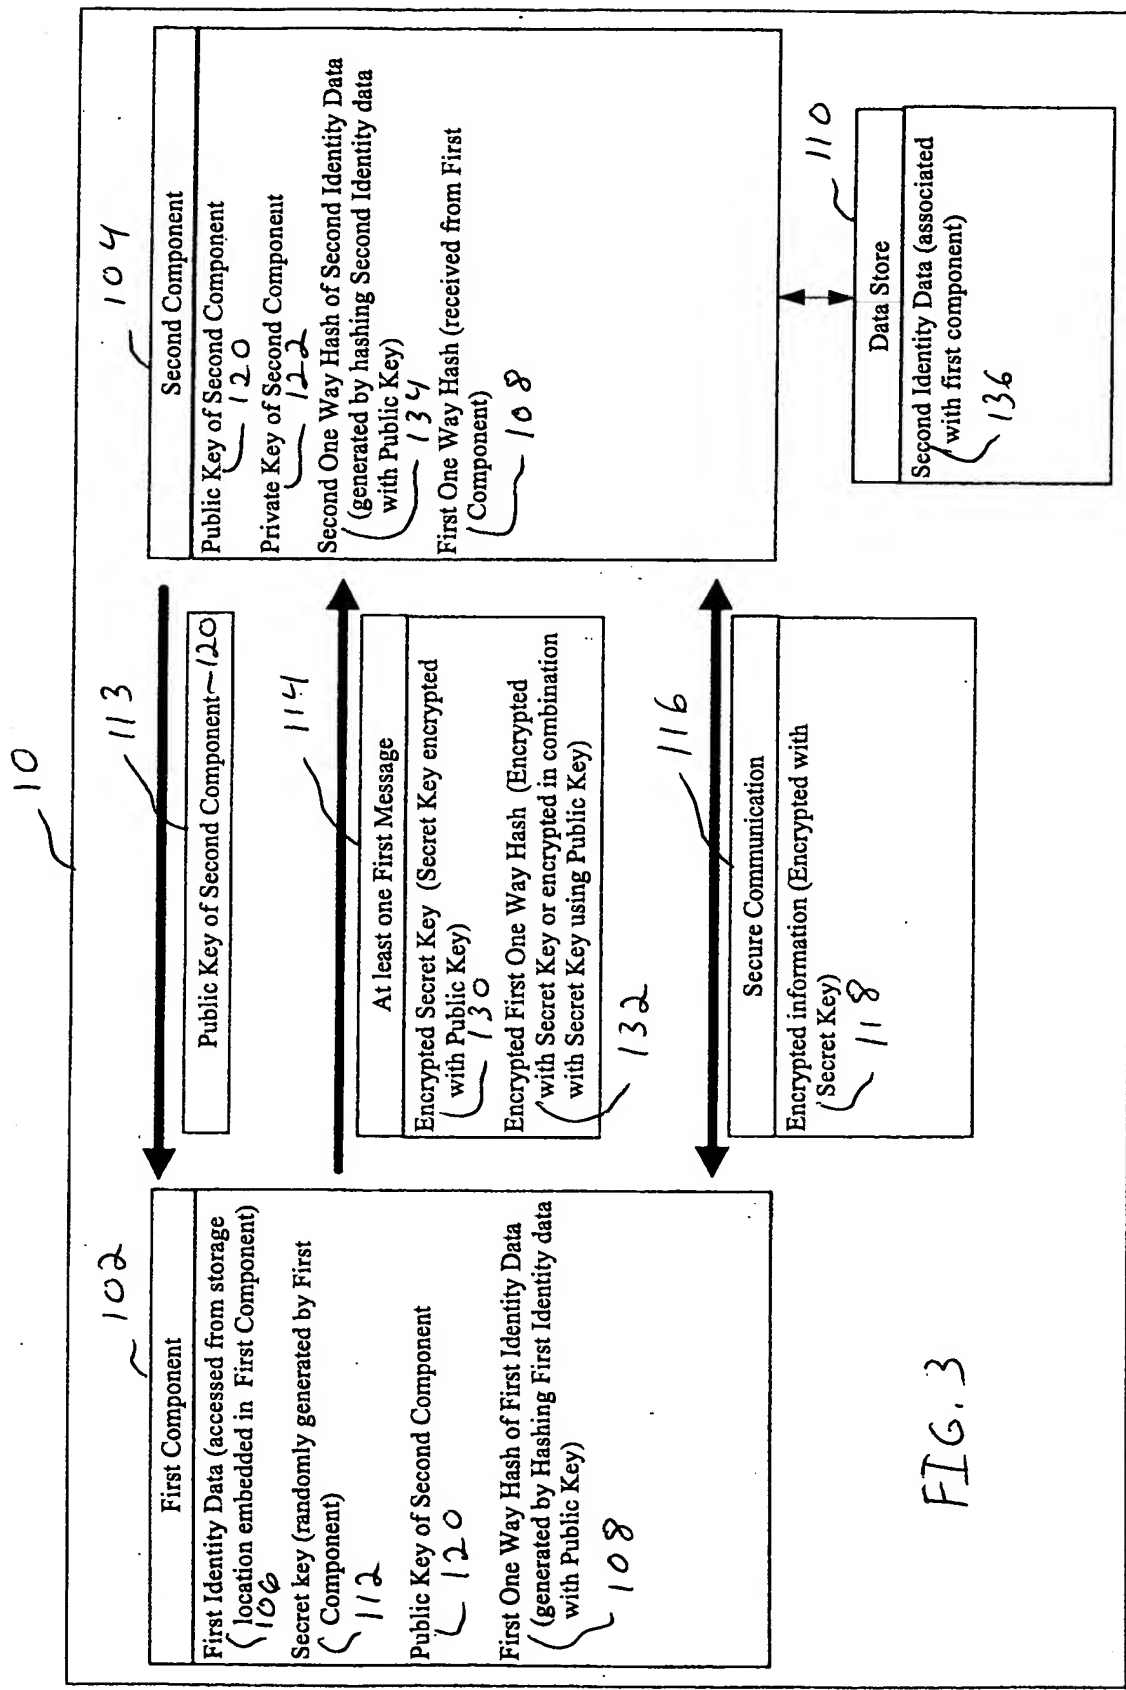 10
102
First Component
First Identity Data (accessed from storage
location embedded in First Component)
106
Secret key (randomly generated by First
Component)
112
Public Key of Second Component
120
First One Way Hash of First Identity Data
(generated by Hashing First Identity data
with Public Key)
108
113
Public Key of Second Component~120
114
At least one First Message
Encrypted Secret Key (Secret Key encrypted
with Public Key)
130
Encrypted First One Way Hash (Encrypted
with Secret Key or encrypted in combination
with Secret Key using Public Key)
132
116
Secure Communication
Encrypted information (Encrypted with
Secret Key)
118
104
Second Component
Public Key of Second Component
120
Private Key of Second Component
122
Second One Way Hash of Second Identity Data
(generated by hashing Second Identity data
with Public Key)
134
First One Way Hash (received from First
Component)
108
110
Data Store
Second Identity Data (associated
with first component)
136
FIG. 3